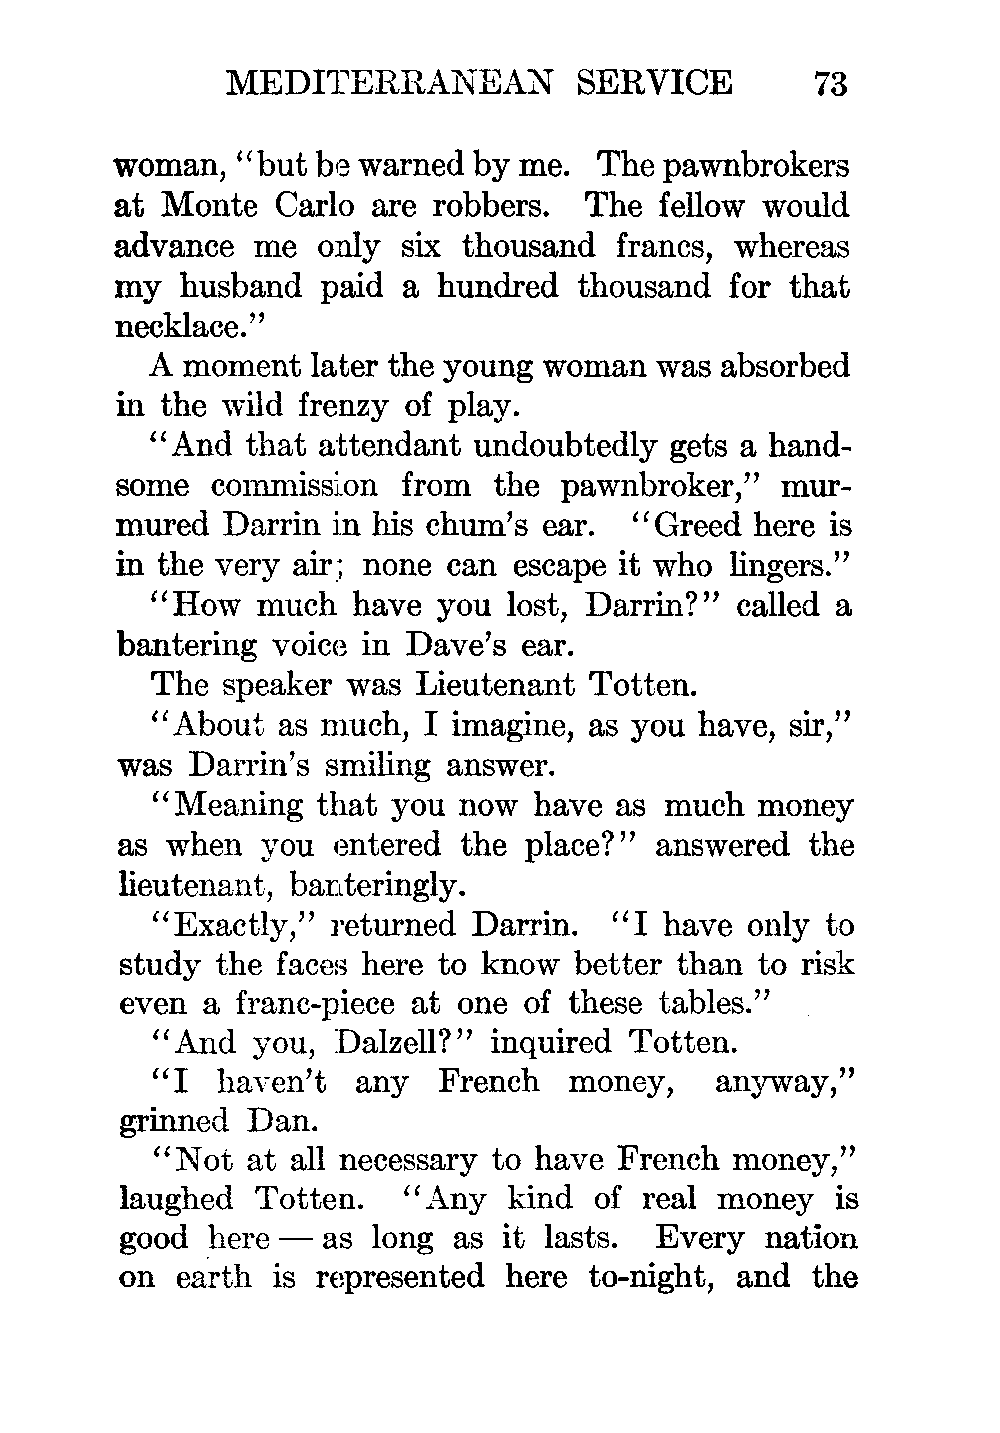 MEDITERRANEAN SERVICE 73
woman, "but be warned by me. The pawnbrokers
at Monte Carlo are robbers. The fellow would
advance me only six thousand francs, whereas
my husband paid a hundred thousand for that
necklace."
A moment later the young woman was absorbed
in the wild frenzy of play.
"And that attendant undoubtedly gets a hand-
some commission from the pawnbroker," mur-
mured Darrin in his chum's ear. "Greed here is
in the very air; none can escape it who lingers."
"How much have you lost, Darrin?" called a
bantering voice in Dave's ear.
The speaker was Lieutenant Totten.
"About as much, I imagine, as you have, sir,"
was Darrin's smiling answer.
"Meaning that you now have as much money
as when you entered the place?" answered the
lieutenant, banteringly.
"Exactly," returned Darrin. "I have only to
study the faces here to know better than to risk
even a franc-piece at one of these tables."
"And you, Dalzell?" inquired Totten.
"I haven't any French money, anyway,"
grinned Dan.
"Not at all necessary to have French money,"
laughed Totten. "Any kind of real money is
good here — as long as it lasts. Every nation
on earth is represented here to-night, and the